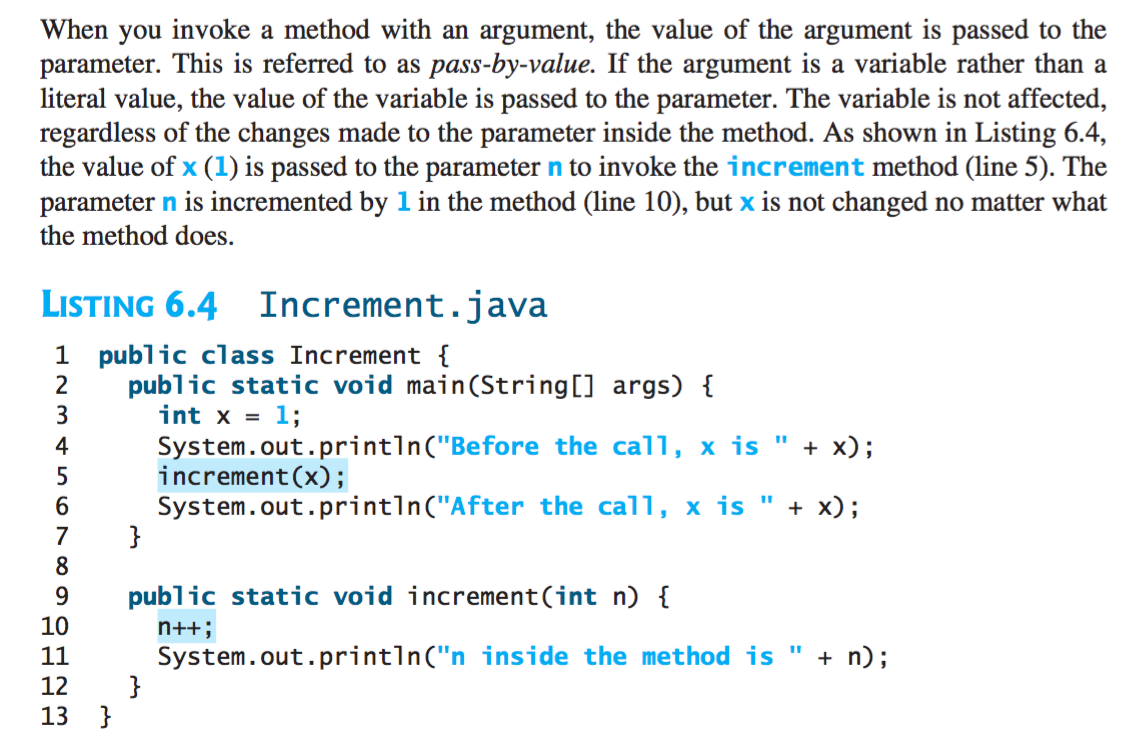 When you invoke a method with an argument, the value of the argument is passed to the
parameter. This is referred to as pass-by-value. If the argument is a variable rather than a
literal value, the value of the variable is passed to the parameter. The variable is not affected,
regardless of the changes made to the parameter inside the method. As shown in Listing 6.4,
the value of x (1) is passed to the parameter n to invoke the increment method (line 5). The
parameter n is incremented by 1 in the method (line 10), but x is not changed no matter what
the method does.
LISTING 6.4 Increment.java
1 public class Increment {
2 public static void main(String[] args) {
3 int x = 1;
4 System.out.println("Before the call, x is " + x);
5 increment(x);
6 System.out.println("After the call, x is " + x);
7 }
8
9 public static void increment(int n) {
10 n++;
11 System.out.println("n inside the method is " + n);
12 }
13 }